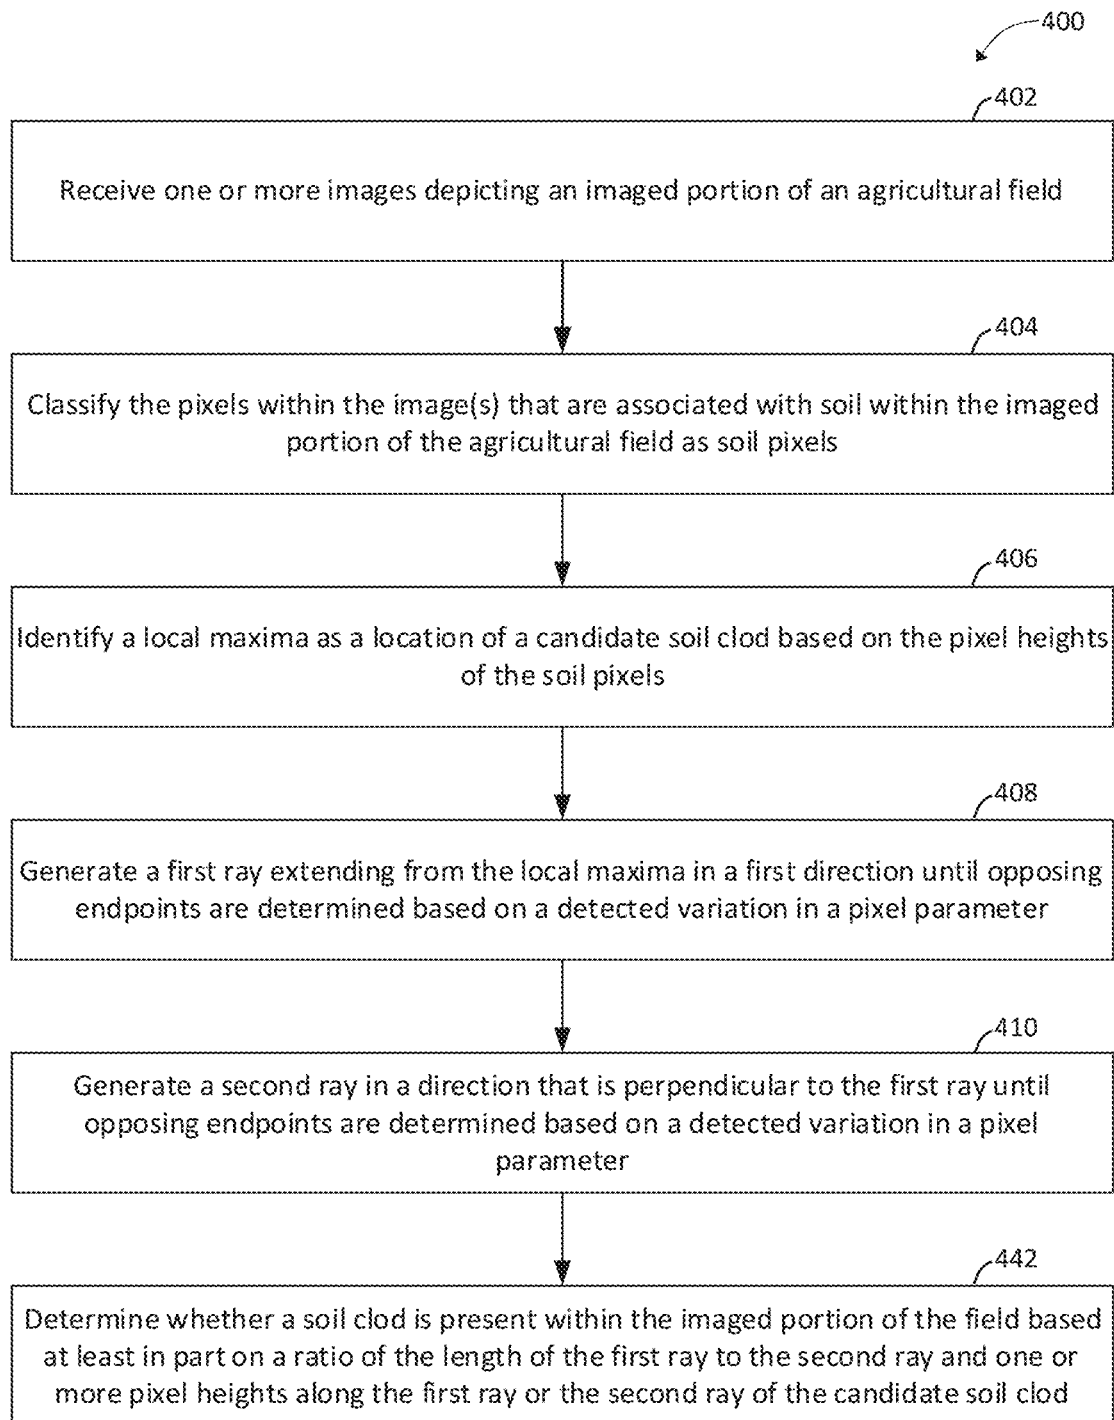 400
402
Receive one or more images depicting an imaged portion of an agricultural field
404
Classify the pixels within the image(s) that are associated with soil within the imaged
portion of the agricultural field as soil pixels
406
Identify a local maxima as a location of a candidate soil clod based on the pixel heights
of the soil pixels
408
Generate a first ray extending from the local maxima in a first direction until opposing
endpoints are determined based on a detected variation in a pixel parameter
410
Generate a second ray in a direction that is perpendicular to the first ray until
opposing endpoints are determined based on a detected variation in a pixel
parameter
442
Determine whether a soil clod is present within the imaged portion of the field based
at least in part on a ratio of the length of the first ray to the second ray and one or
more pixel heights along the first ray or the second ray of the candidate soil clod